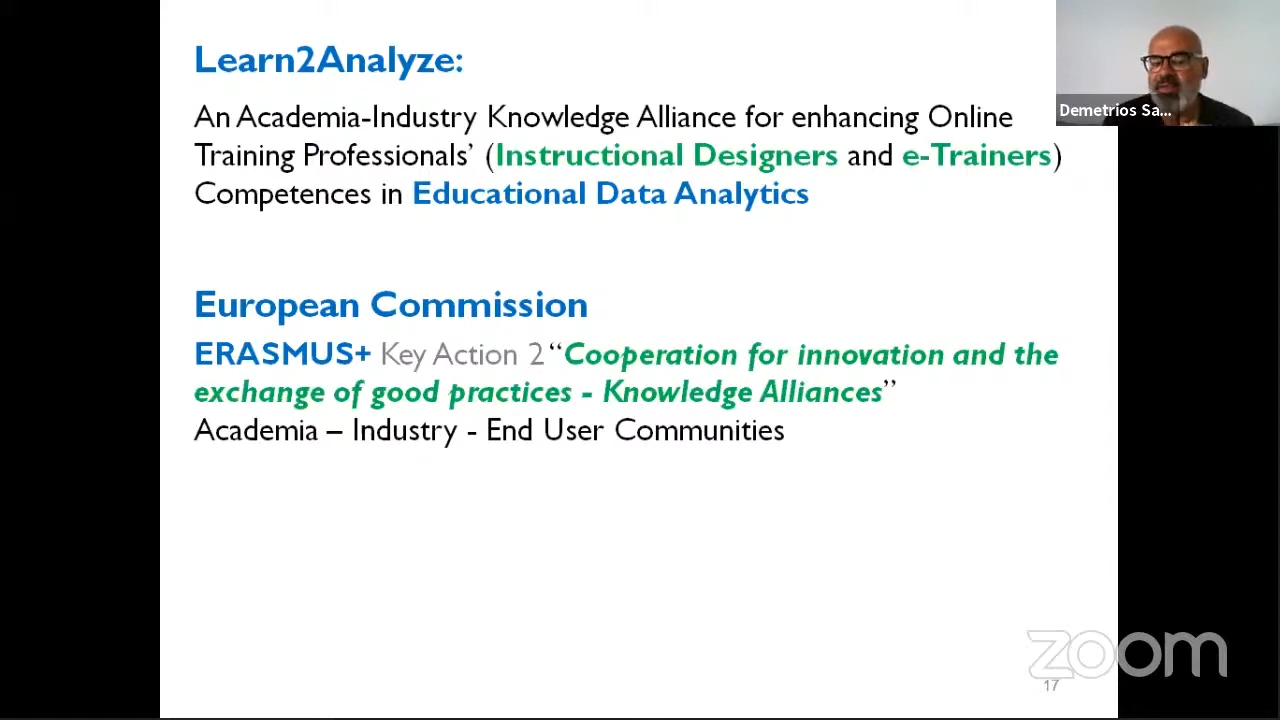 Learn2Analyze:
An Academia-Industry Knowledge Alliance for enhancing Online
Training Professionals’ (Instructional Designers and e-Trainers)
Competences in Educational Data Analytics
European Commission
ERASMUS+ Key Action 2 “Cooperation for innovation and the
exchange of good practices - Knowledge Alliances”
Academia – Industry - End User Communities
Demetrios Sa...
zoom
17